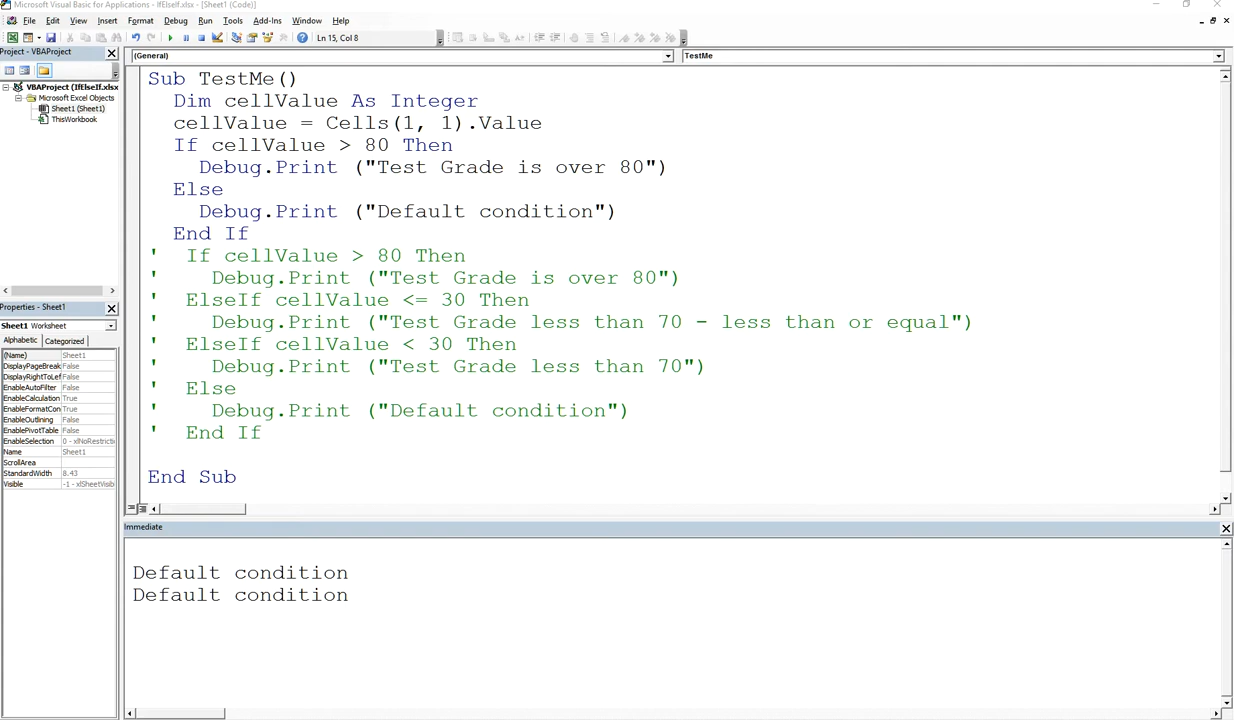 Microsoft Visual Basic for Applications - IfElseIf.xlsx - [Sheet1 (Code)]
File Edit View Insert Format Debug Run Tools Add-Ins Window Help
Ln 15, Col 8
Project - VBAProject
VBAProject (IfElseIf.xlsx
Microsoft Excel Objects
Sheet1 (Sheet1)
ThisWorkbook
Properties - Sheet1
Sheet1 Worksheet
Alphabetic Categorized
(Name) Sheet1
DisplayPageBreak False
DisplayRightToLef False
EnableAutoFilter False
EnableCalculation True
EnableFormatCon True
EnableOutlining False
EnablePivotTable False
EnableSelection 0 - xlNoRestricti
Name Sheet1
ScrollArea
StandardWidth 8.43
Visible -1 - xlSheetVisib
(General) TestMe
Sub TestMe()
Dim cellValue As Integer
cellValue = Cells(1, 1).Value
If cellValue > 80 Then
Debug.Print ("Test Grade is over 80")
Else
Debug.Print ("Default condition")
End If
' If cellValue > 80 Then
' Debug.Print ("Test Grade is over 80")
' ElseIf cellValue <= 30 Then
' Debug.Print ("Test Grade less than 70 - less than or equal")
' ElseIf cellValue < 30 Then
' Debug.Print ("Test Grade less than 70")
' Else
' Debug.Print ("Default condition")
' End If
End Sub
Immediate
Default condition
Default condition